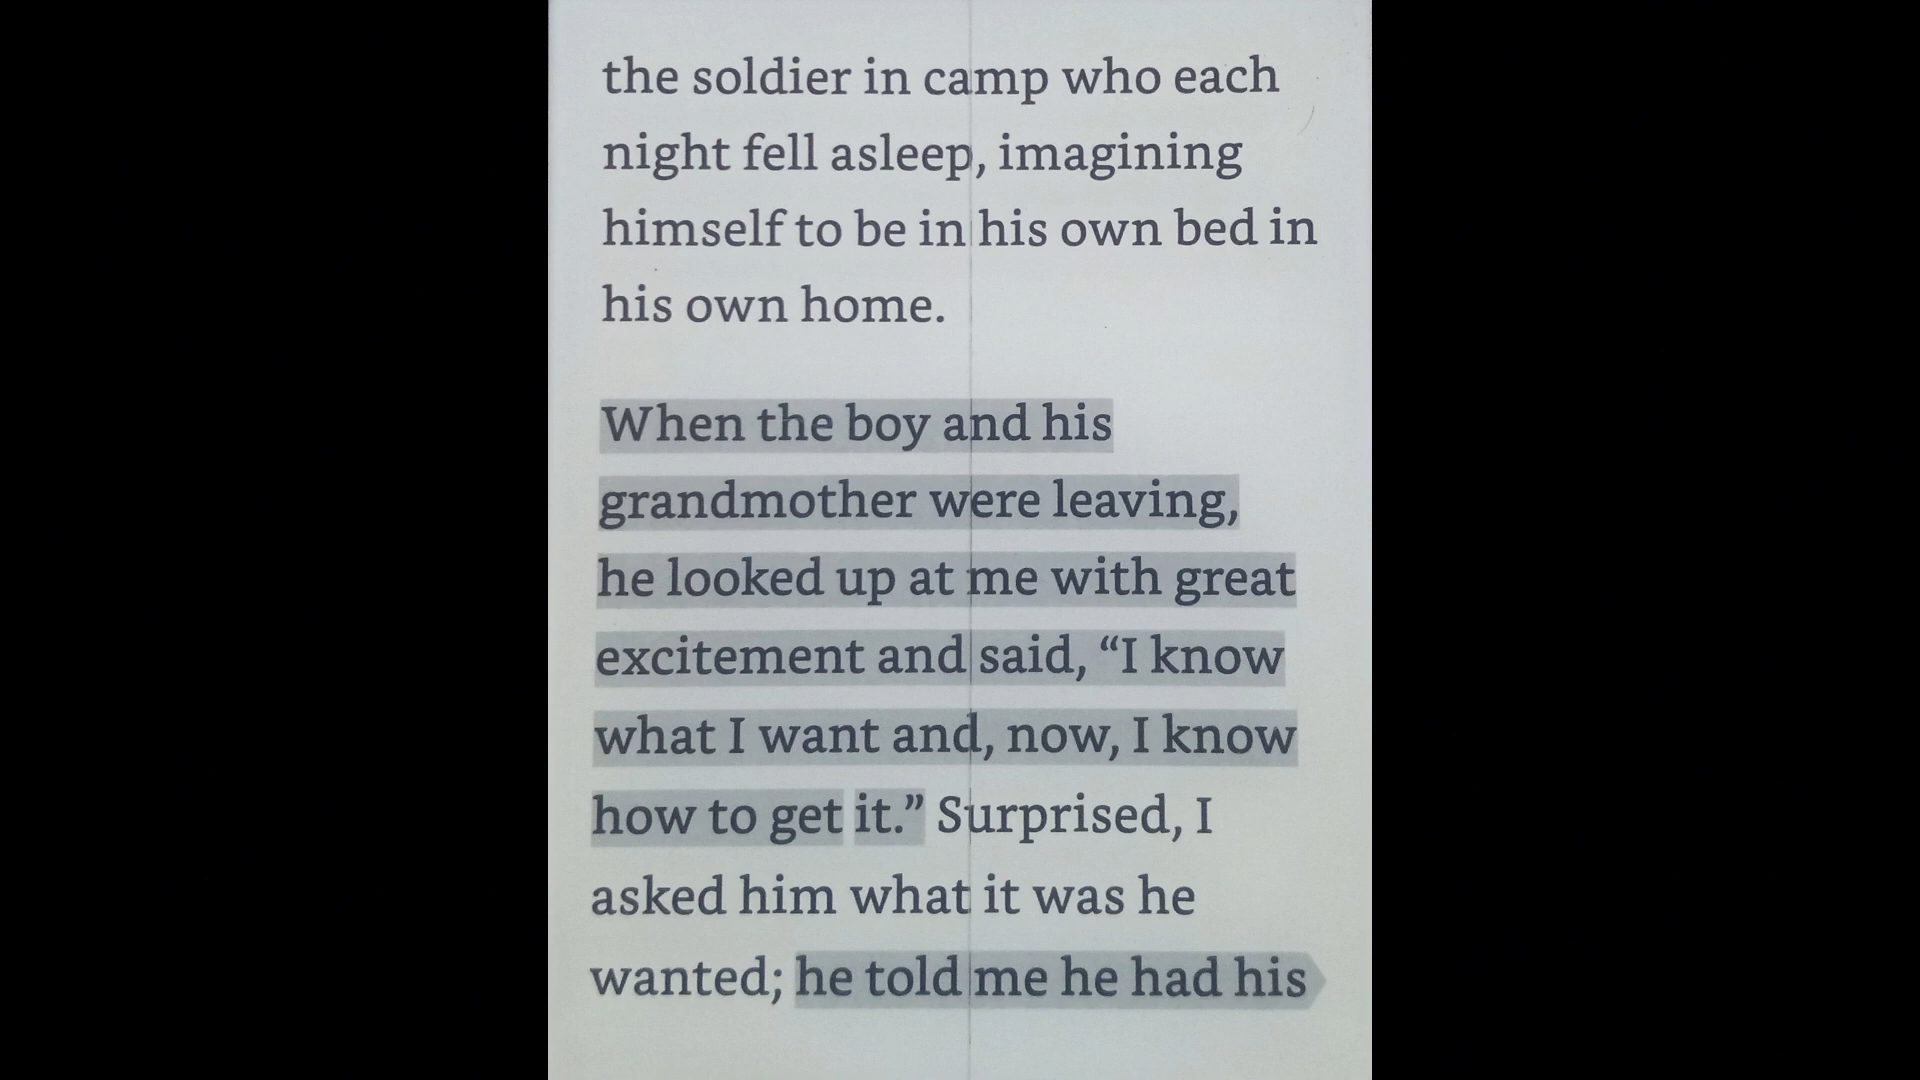 the soldier in camp who each
night fell asleep, imagining
himself to be in his own bed in
his own home.
When the boy and his
grandmother were leaving,
he looked up at me with great
excitement and said, “I know
what I want and, now, I know
how to get it.” Surprised, I
asked him what it was he
wanted; he told me he had his